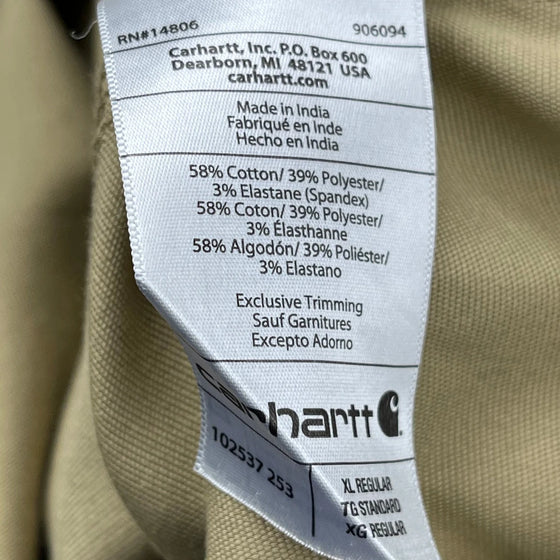 RN#14806 906094
Carhartt, Inc. P.O. Box 600
Dearborn, MI 48121 USA
carhartt.com
Made in India
Fabriqué en Inde
Hecho en India
58% Cotton/ 39% Polyester/
3% Elastane (Spandex)
58% Coton/ 39% Polyester/
3% Élasthanne
58% Algodón/ 39% Poliéster/
3% Elastano
Exclusive Trimming
Sauf Garnitures
Excepto Adorno
carhartt
102537 253
XL REGULAR
TG STANDARD
XG REGULAR